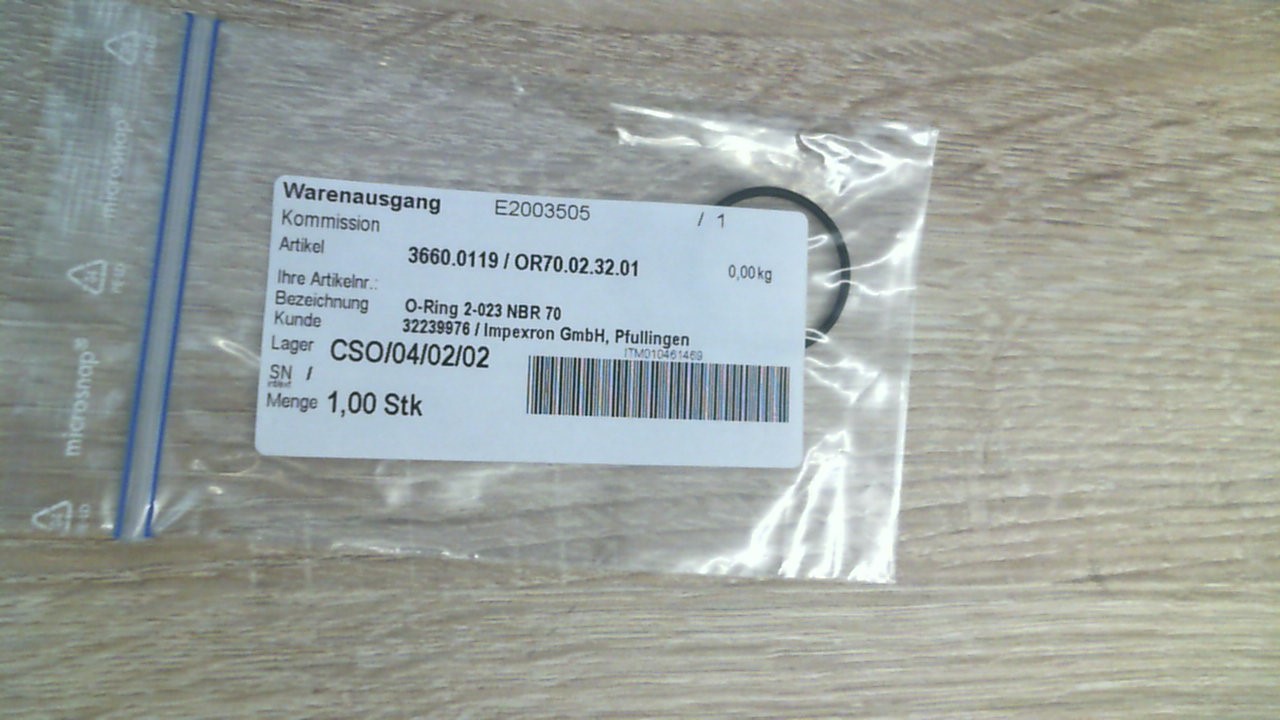 Warenausgang E2003505 / 1
Kommission
Artikel 3660.0119 / OR70.02.32.01 0,00 kg
Ihre Artikelnr.:
Bezeichnung O-Ring 2-023 NBR 70
Kunde 32239976 / Impexron GmbH, Pfullingen
Lager CSO/04/02/02
ITM010461469
SN /
Menge 1,00 Stk
microsnap®
microsnap®